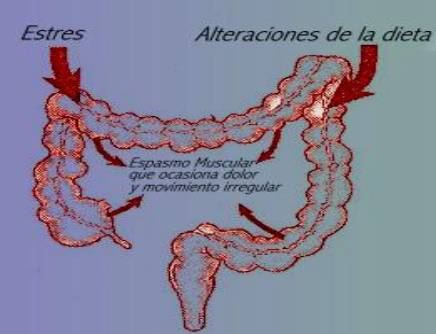 Estres
Alteraciones de la dieta
Espasmo Muscular
que ocasiona dolor
y movimiento irregular